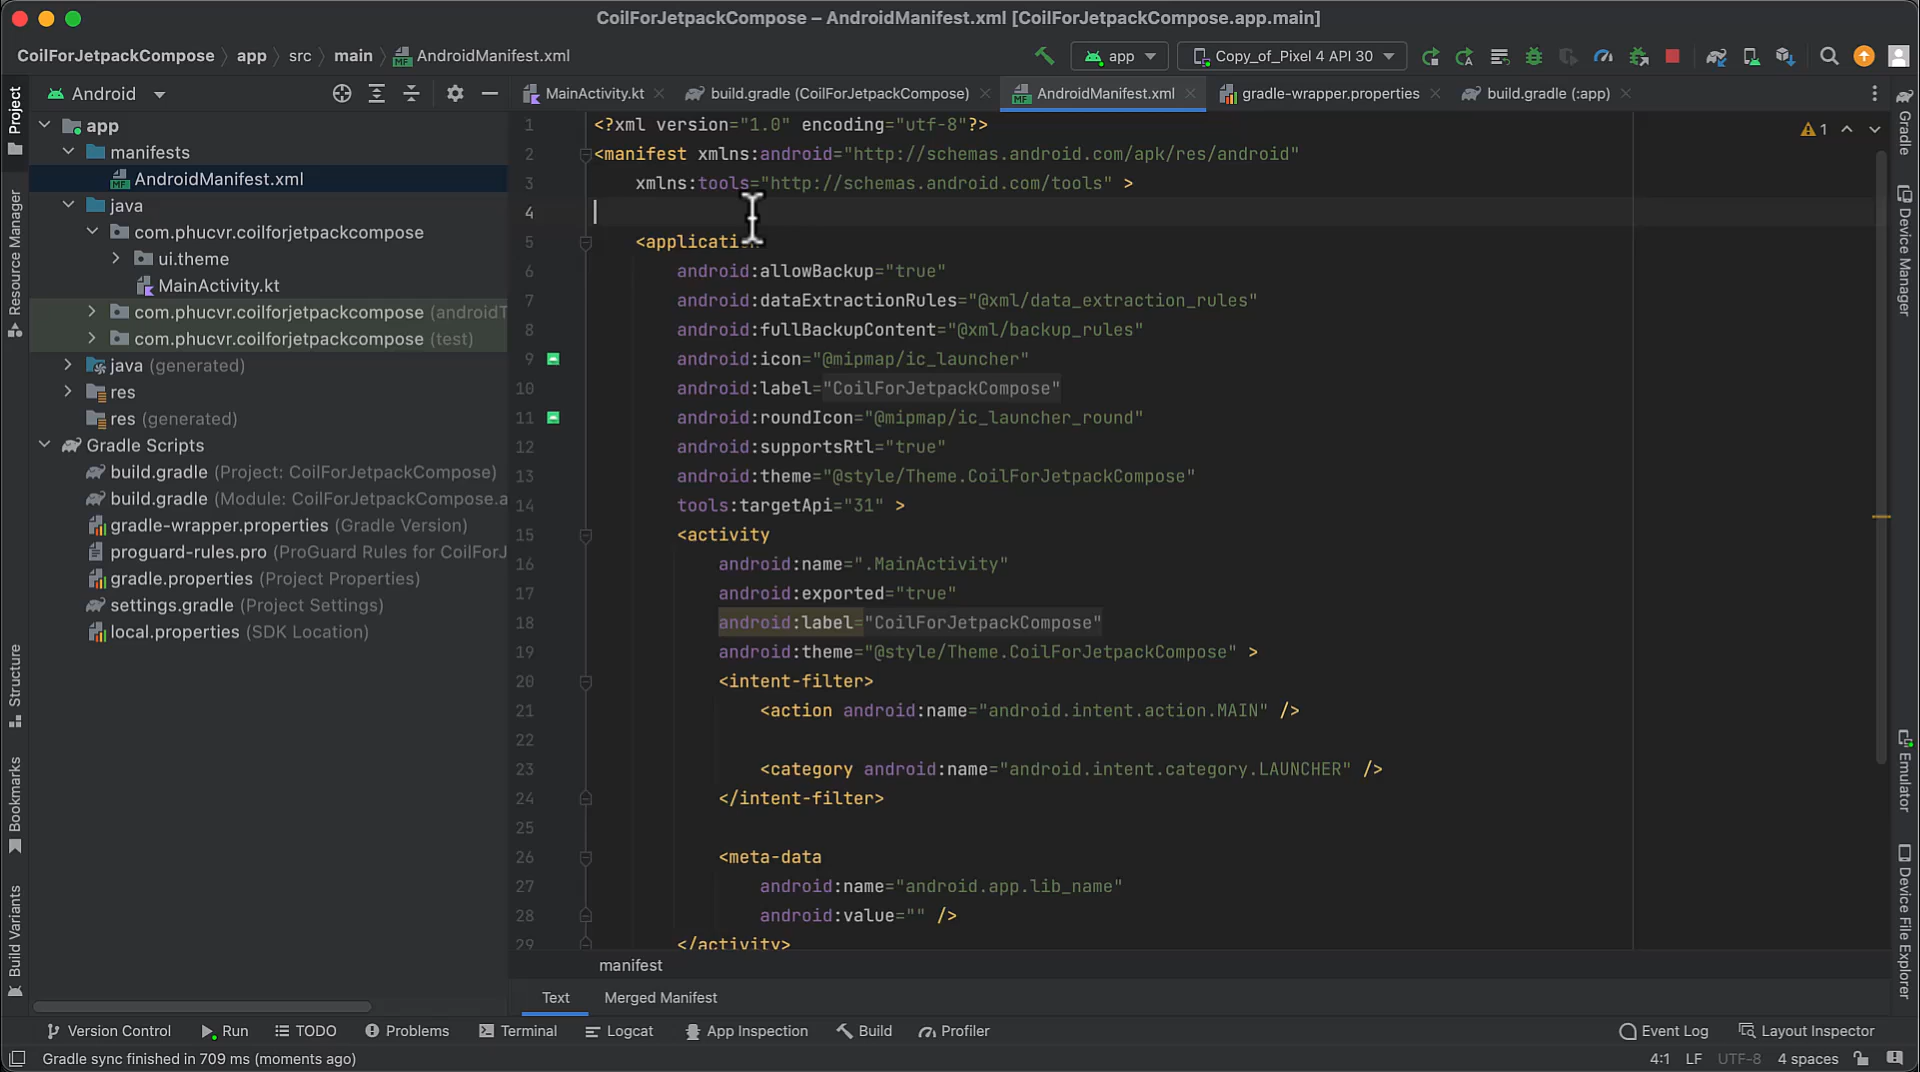 CoilForJetpackCompose – AndroidManifest.xml [CoilForJetpackCompose.app.main]
CoilForJetpackCompose app src main AndroidManifest.xml
app Copy_of_Pixel 4 API 30
Project
Resource Manager
Structure
Bookmarks
Build Variants
Android
MainActivity.kt build.gradle (CoilForJetpackCompose) AndroidManifest.xml gradle-wrapper.properties build.gradle (:app)
app
manifests
AndroidManifest.xml
java
com.phucvr.coilforjetpackcompose
ui.theme
MainActivity.kt
com.phucvr.coilforjetpackcompose (androidT
com.phucvr.coilforjetpackcompose (test)
java (generated)
res
res (generated)
Gradle Scripts
build.gradle (Project: CoilForJetpackCompose)
build.gradle (Module: CoilForJetpackCompose.a
gradle-wrapper.properties (Gradle Version)
proguard-rules.pro (ProGuard Rules for CoilForJ
gradle.properties (Project Properties)
settings.gradle (Project Settings)
local.properties (SDK Location)
1 <?xml version="1.0" encoding="utf-8"?>
2 <manifest xmlns:android="http://schemas.android.com/apk/res/android"
3 xmlns:tools="http://schemas.android.com/tools" >
4
5 <application
6 android:allowBackup="true"
7 android:dataExtractionRules="@xml/data_extraction_rules"
8 android:fullBackupContent="@xml/backup_rules"
9 android:icon="@mipmap/ic_launcher"
10 android:label="CoilForJetpackCompose"
11 android:roundIcon="@mipmap/ic_launcher_round"
12 android:supportsRtl="true"
13 android:theme="@style/Theme.CoilForJetpackCompose"
14 tools:targetApi="31" >
15 <activity
16 android:name=".MainActivity"
17 android:exported="true"
18 android:label="CoilForJetpackCompose"
19 android:theme="@style/Theme.CoilForJetpackCompose" >
20 <intent-filter>
21 <action android:name="android.intent.action.MAIN" />
22
23 <category android:name="android.intent.category.LAUNCHER" />
24 </intent-filter>
25
26 <meta-data
27 android:name="android.app.lib_name"
28 android:value="" />
29 </activity>
1
Gradle
Device Manager
Emulator
Device File Explorer
manifest
Text Merged Manifest
Version Control Run TODO Problems Terminal Logcat App Inspection Build Profiler Event Log Layout Inspector
Gradle sync finished in 709 ms (moments ago) 4:1 LF UTF-8 4 spaces